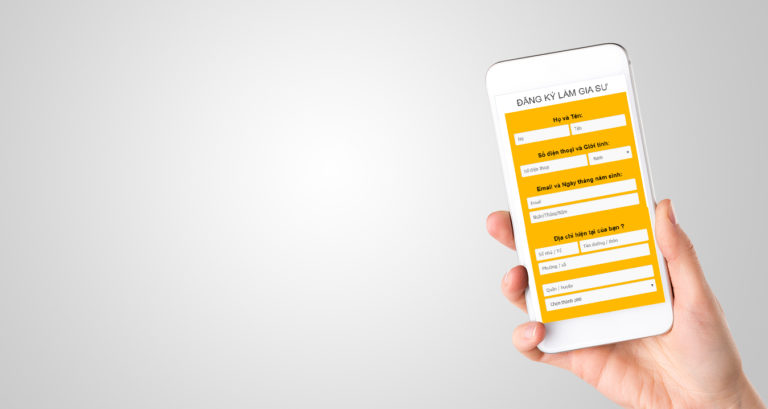 ĐĂNG KÝ LÀM GIA SƯ
Họ và Tên:
Họ Tên
Số điện thoại và Giới tính:
Số điện thoại Nam
Email và Ngày tháng năm sinh:
Email
Ngày/Tháng/Năm
Địa chỉ hiện tại của bạn ?
Số nhà / Tổ Tên đường / thôn
Phường / xã
Quận / huyện
Chọn thành phố